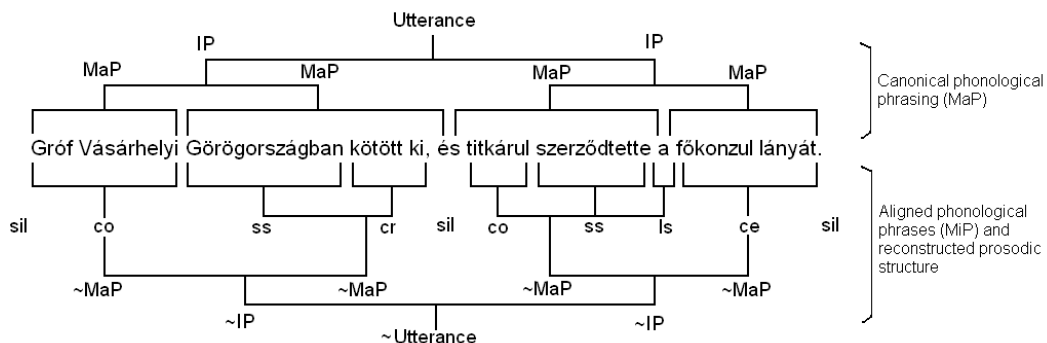 Utterance
IP IP
MaP MaP MaP MaP
Canonical phonological
phrasing (MaP)
Gróf Vásárhelyi Görögországban kötött ki, és titkárul szerződtette a főkonzul lányát.
Aligned phonological
phrases (MiP) and
reconstructed prosodic
structure
sil co ss cr sil co ss ls ce sil
~MaP ~MaP ~MaP ~MaP
~IP ~Utterance ~IP